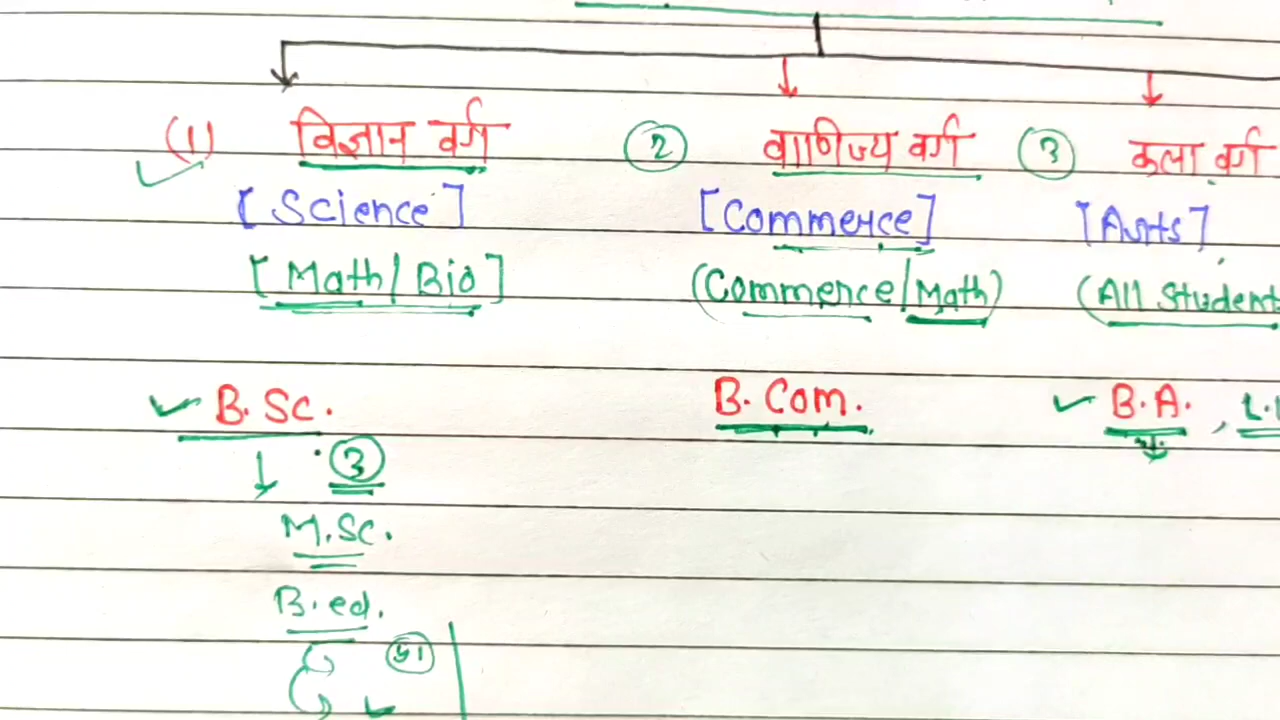 (1) विज्ञान वर्ग ② वाणिज्य वर्ग ③ कला वर्ग
[Science] [Commerce] [Arts]
[Math/Bio] (Commerce/Math) (All Student
B.Sc. B.Com. B.A.,
③
M.Sc.
B.ed.